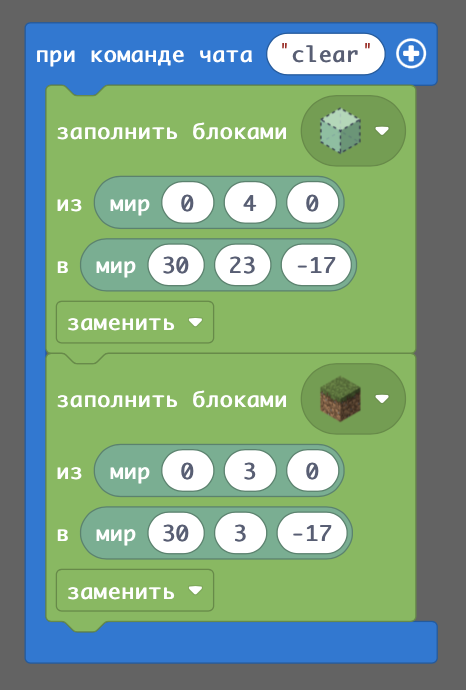 при команде чата "clear"
заполнить блоками
из мир 0 4 0
в мир 30 23 -17
заменить
заполнить блоками
из мир 0 3 0
в мир 30 3 -17
заменить